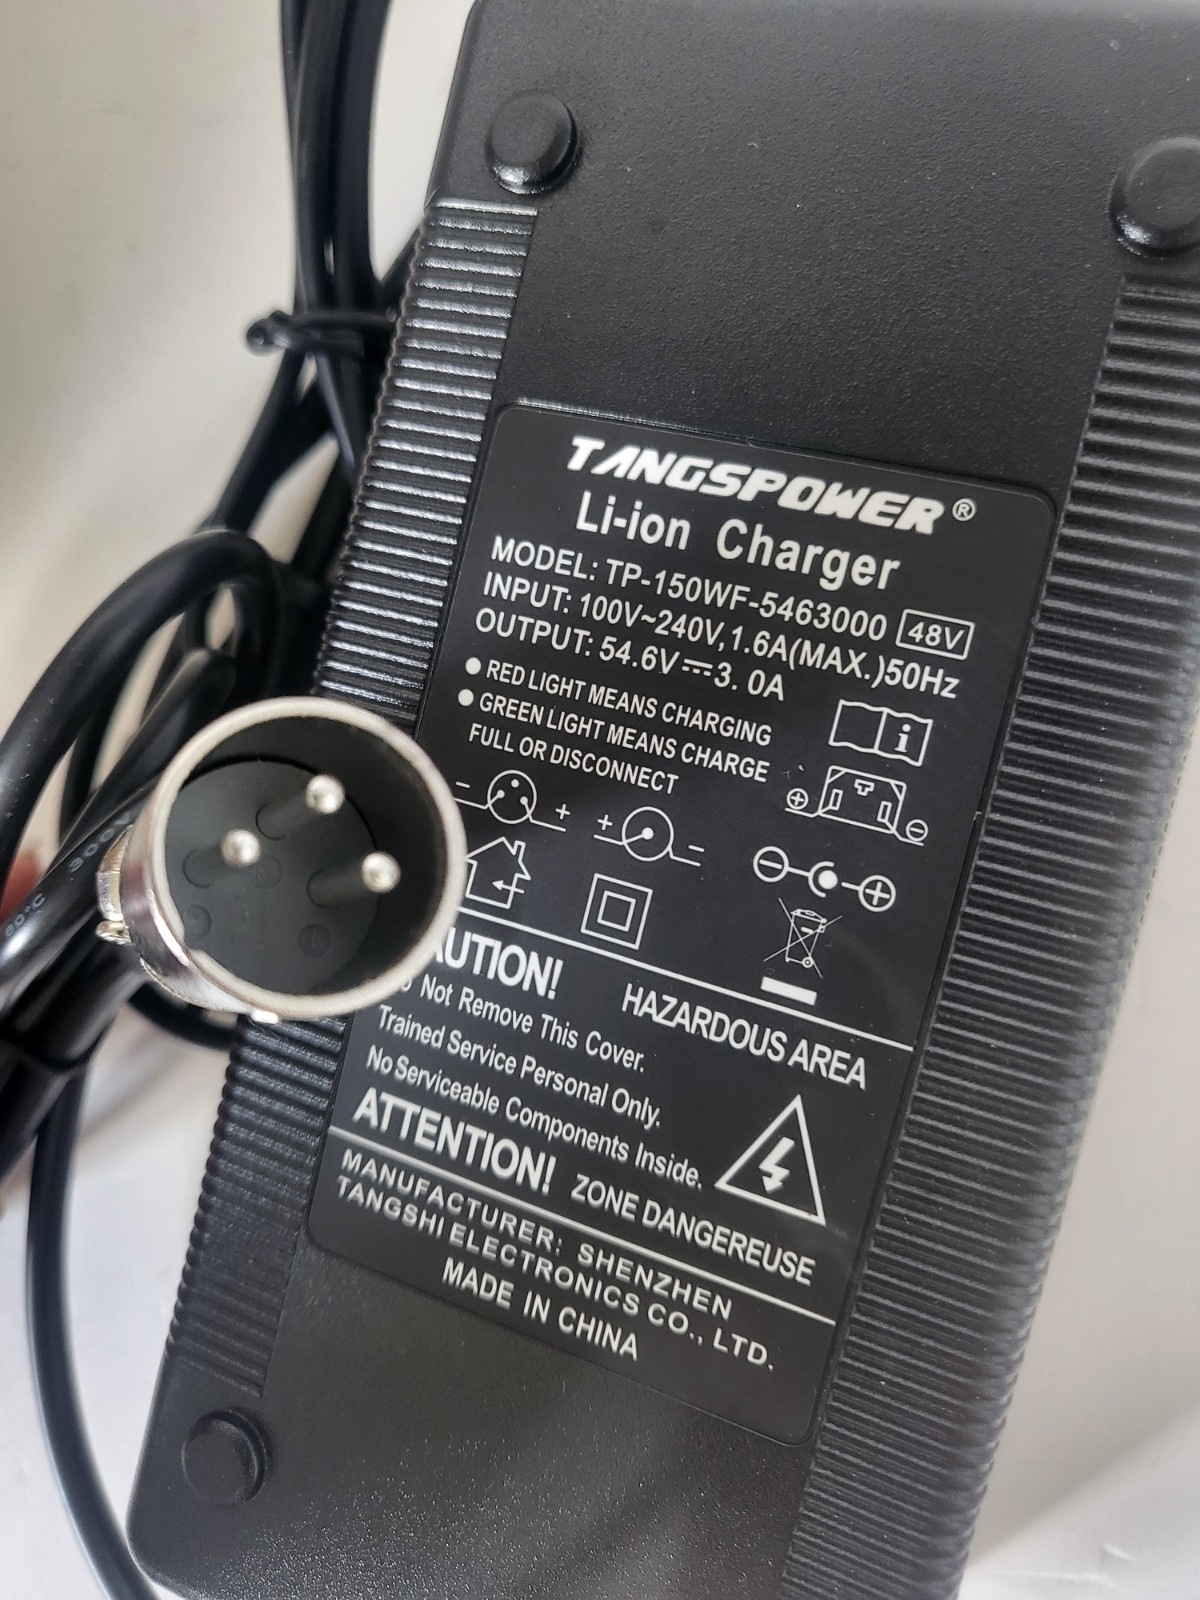 TANGSPOWER®
Li-ion Charger
MODEL: TP-150WF-5463000 48V
INPUT: 100V~240V,1.6A(MAX.)50Hz
OUTPUT: 54.6V⎓3. 0A
● RED LIGHT MEANS CHARGING
● GREEN LIGHT MEANS CHARGE
FULL OR DISCONNECT
AUTION!
HAZARDOUS AREA
Not Remove This Cover.
Trained Service Personal Only.
No Serviceable Components Inside.
ATTENTION! ZONE DANGEREUSE
MANUFACTURER: SHENZHEN
TANGSHI ELECTRONICS CO., LTD.
MADE IN CHINA